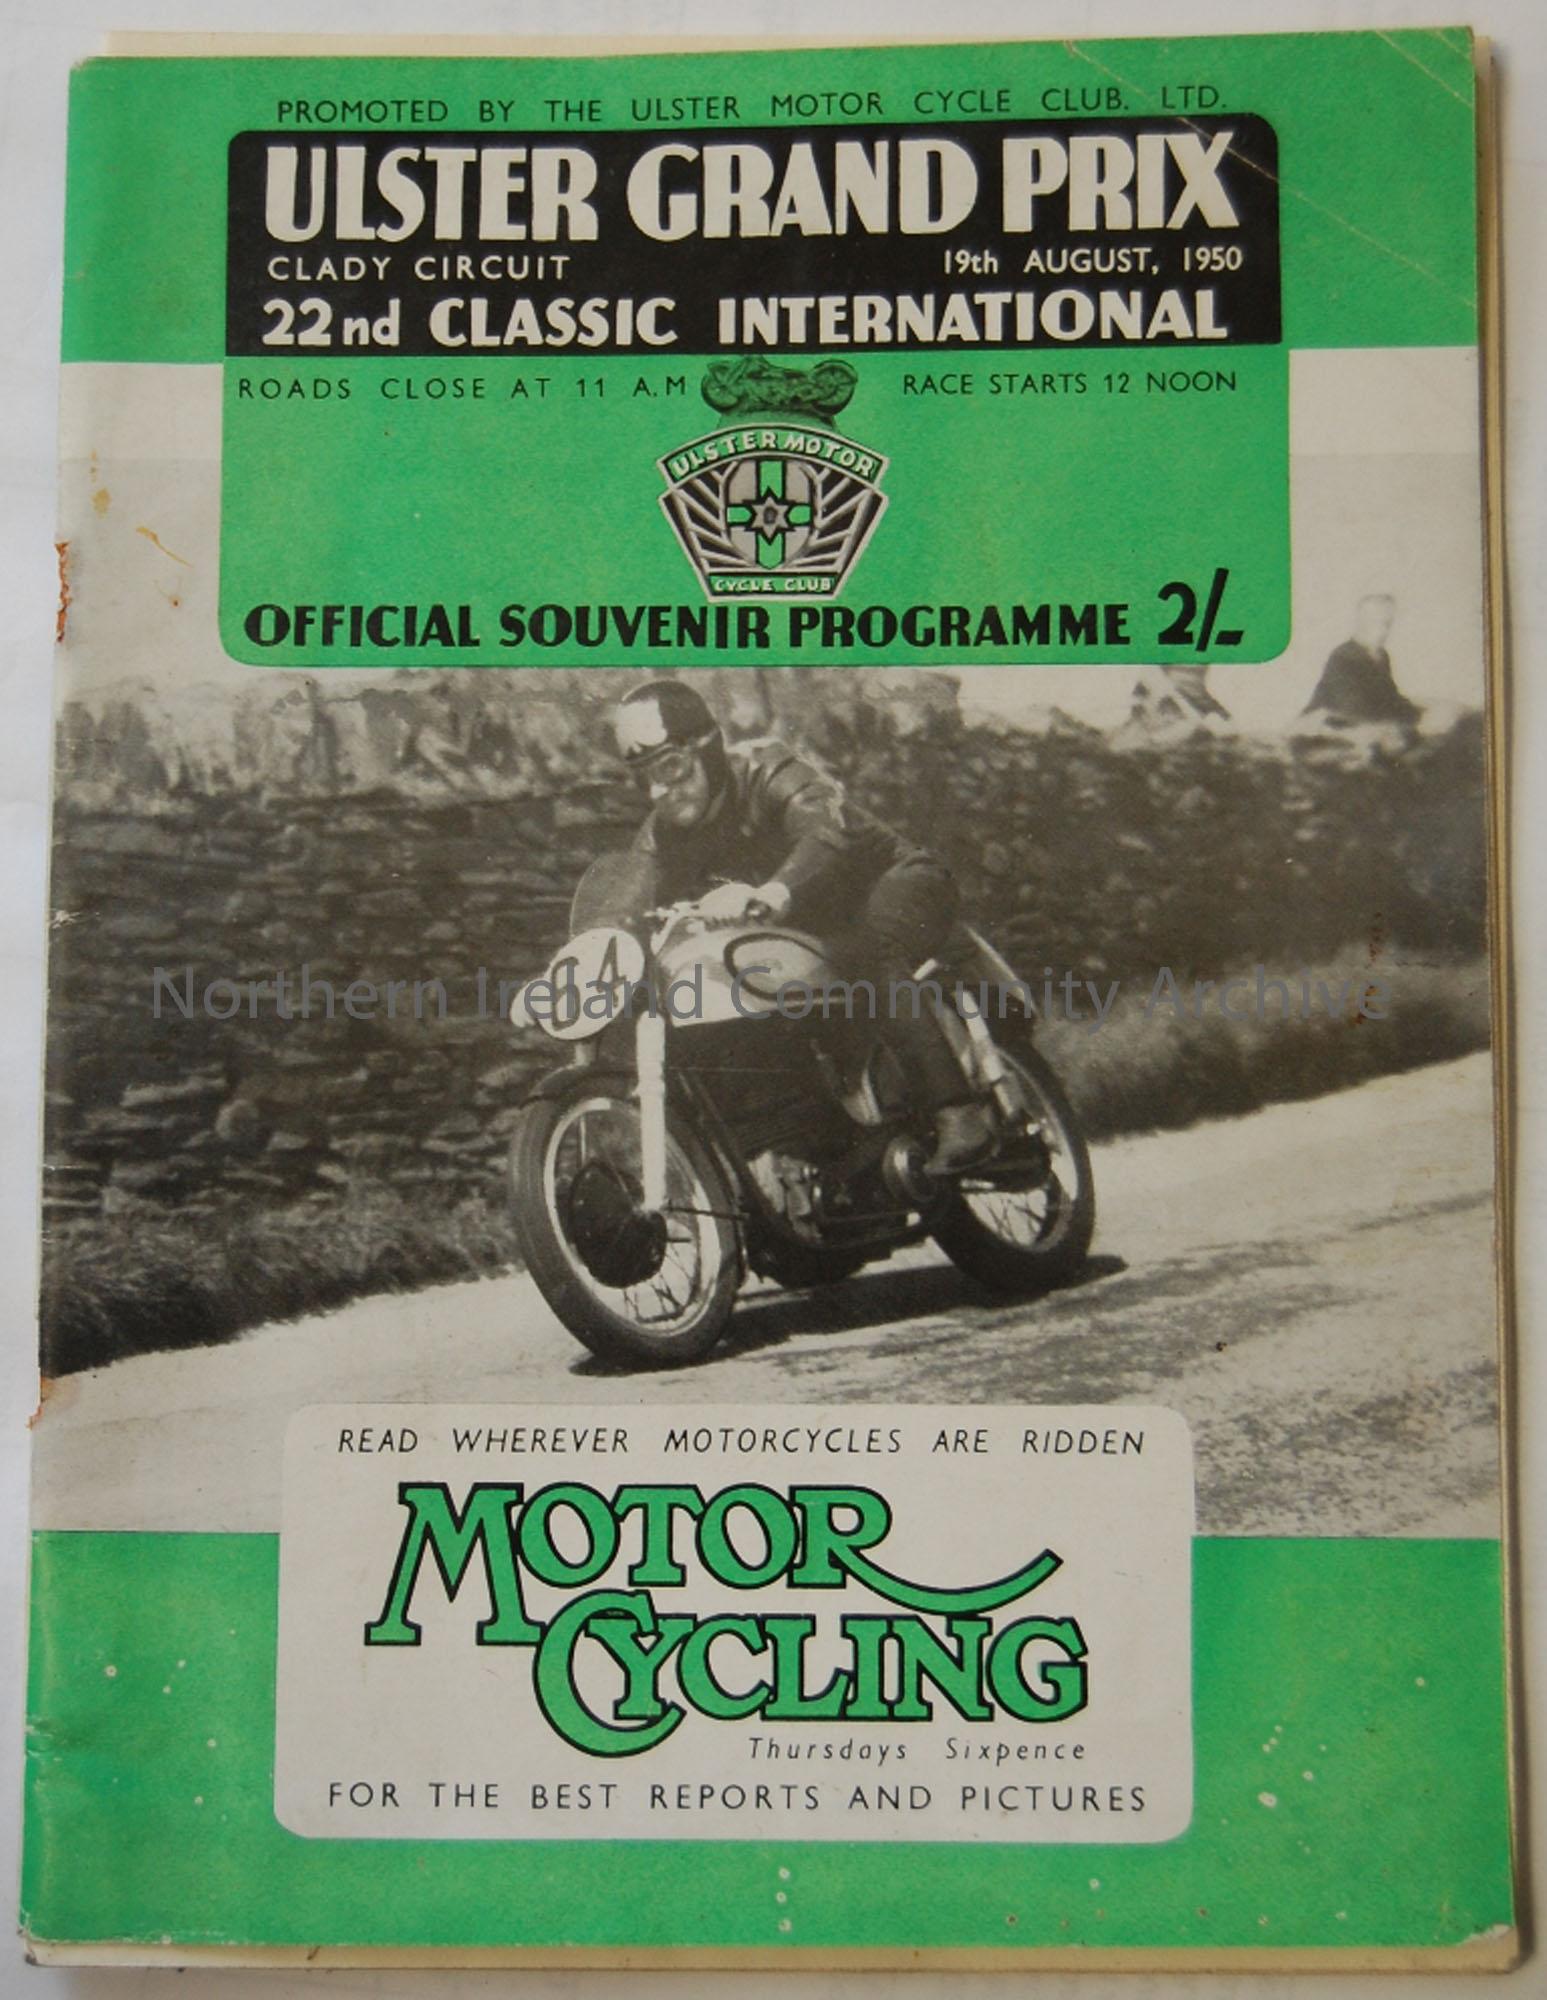 PROMOTED BY THE ULSTER MOTOR CYCLE CLUB. LTD.
ULSTER GRAND PRIX
CLADY CIRCUIT 19th AUGUST, 1950
22nd CLASSIC INTERNATIONAL
ROADS CLOSE AT 11 A.M RACE STARTS 12 NOON
ULSTER MOTOR
CYCLE CLUB
OFFICIAL SOUVENIR PROGRAMME 2/-
64
Northern Ireland Community Archive
READ WHEREVER MOTORCYCLES ARE RIDDEN
MOTOR
CYCLING
Thursdays Sixpence
FOR THE BEST REPORTS AND PICTURES